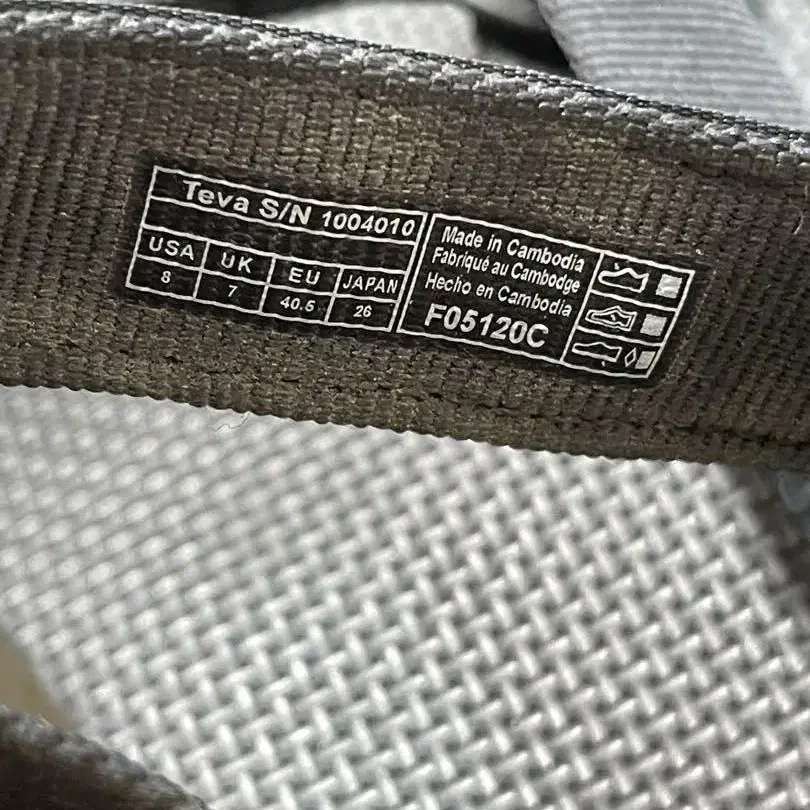 Teva S/N 1004010
USA UK EU JAPAN
8 7 40.5 26
Made in Cambodia
Fabriqué au Cambodge
Hecho en Cambodia
F05120C